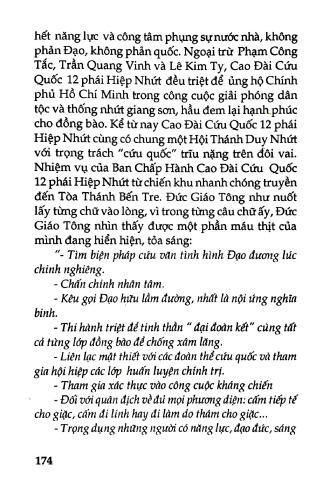 hết năng lực và công tâm phụng sự nước nhà, không
phản Đạo, không phản quốc. Ngoại trừ Phạm Công
Tắc, Trần Quang Vinh và Lê Kim Ty, Cao Đài Cứu
Quốc 12 phái Hiệp Nhứt đều triệt để ủng hộ Chính
phủ Hồ Chí Minh trong công cuộc giải phóng dân
tộc và thống nhứt giang sơn, hầu đem lại hạnh phúc
cho đồng bào. Kể từ nay Cao Đài Cứu Quốc 12 phái
Hiệp Nhứt cùng có chung một Hội Thánh Duy Nhứt
với trọng trách "cứu quốc" trĩu nặng trên đôi vai.
Nhiệm vụ của Ban Chấp Hành Cao Đài Cứu Quốc
12 phái Hiệp Nhứt từ chiến khu nhanh chóng truyền
đến Tòa Thánh Bến Tre. Đức Giáo Tông như nuốt
lấy từng chữ vào lòng, vì trong từng câu chữ ấy, Đức
Giáo Tông nhìn thấy được một phần máu thịt của
mình đang hiển hiện, tỏa sáng:
"- Tìm biện pháp cứu vãn tình hình Đạo đương lúc
chinh nghiêng.
- Chấn chỉnh nhân tâm.
- Kêu gọi Đạo hữu lầm đường, nhất là nội ứng nghĩa
binh.
- Thi hành triệt để tinh thần " đại đoàn kết" cùng tất
cả từng lớp đồng bào để chống xâm lăng.
- Liên lạc mật thiết với các đoàn thể cứu quốc và tham
gia hội hiệp các lớp huấn luyện chính trị.
- Tham gia xác thực vào công cuộc kháng chiến
- Đối với quân địch về đủ mọi phương diện: cấm tiếp tế
cho giặc, cấm đi lính hay đi làm do thám cho giặc...
- Trọng dụng những người có năng lực, đạo đức, sáng
174